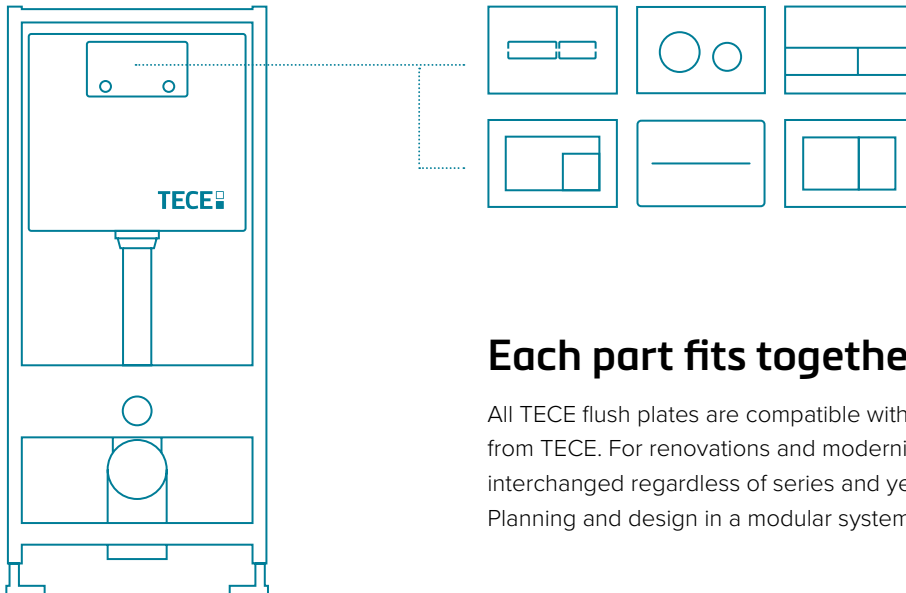 TECE
Each part fits togethe
All TECE flush plates are compatible with
from TECE. For renovations and moderni
interchanged regardless of series and ye
Planning and design in a modular system